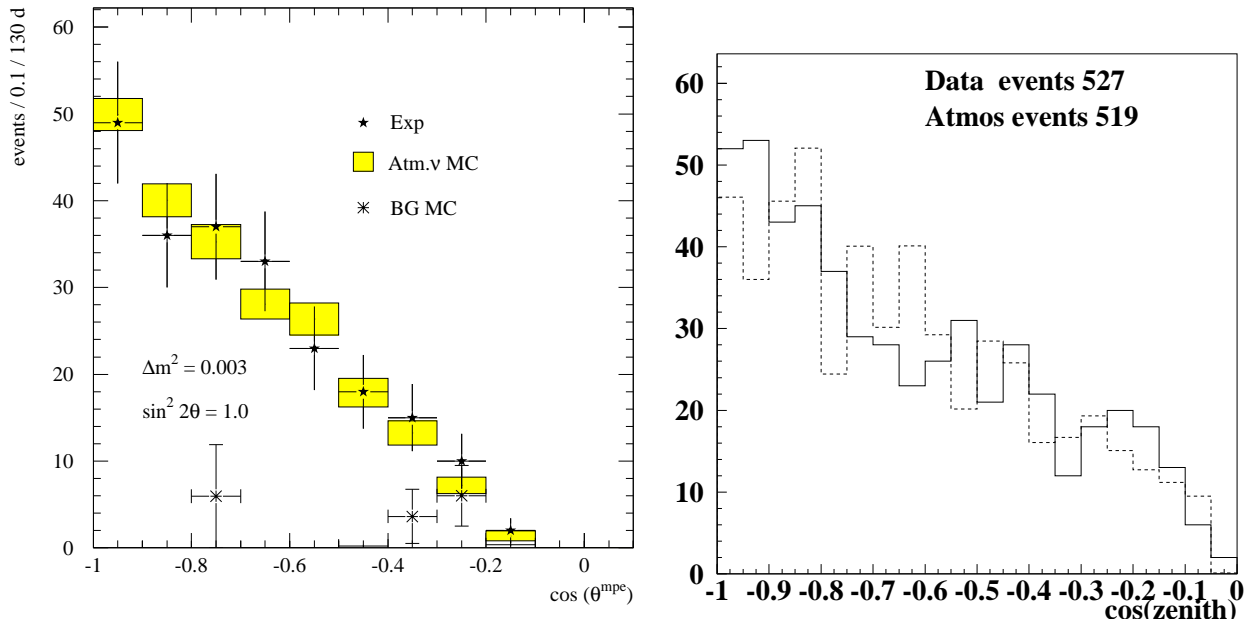 events / 0.1 / 130 d
60
50
40
30
20
10
0
Exp
Atm.ν MC
BG MC
Δm² = 0.003
sin² 2θ = 1.0
-1 -0.8 -0.6 -0.4 -0.2 0
cos (θ^mpe)
Data events 527
Atmos events 519
60
50
40
30
20
10
0
-1 -0.9 -0.8 -0.7 -0.6 -0.5 -0.4 -0.3 -0.2 -0.1 0
cos(zenith)